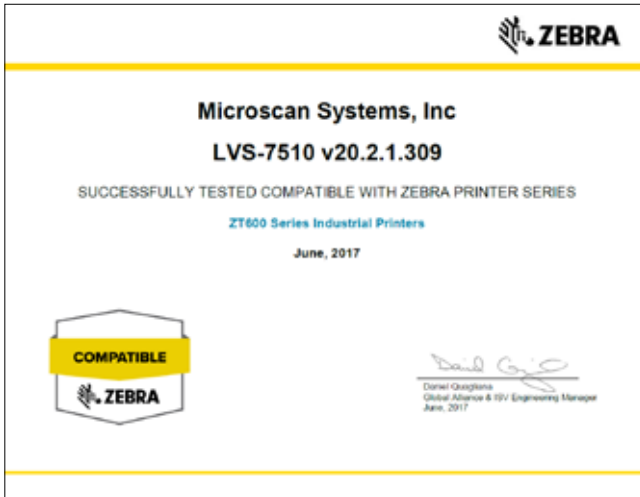 ZEBRA
Microscan Systems, Inc
LVS-7510 v20.2.1.309
SUCCESSFULLY TESTED COMPATIBLE WITH ZEBRA PRINTER SERIES
ZT600 Series Industrial Printers
June, 2017
COMPATIBLE
ZEBRA
Daniel Quagliana
Global Alliance & ISV Engineering Manager
June, 2017